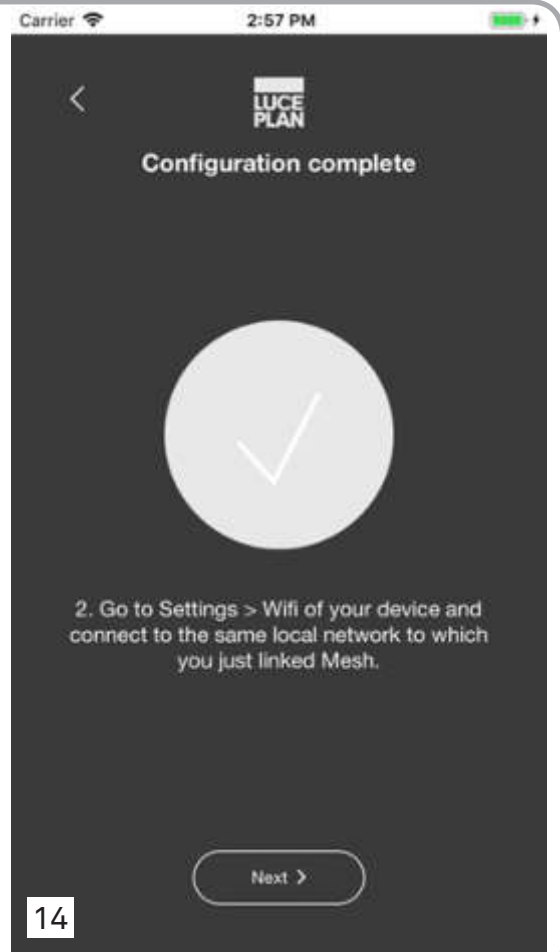 Carrier
2:57 PM
LUCE
PLAN
Configuration complete
2. Go to Settings > Wifi of your device and
connect to the same local network to which
you just linked Mesh.
Next >
14